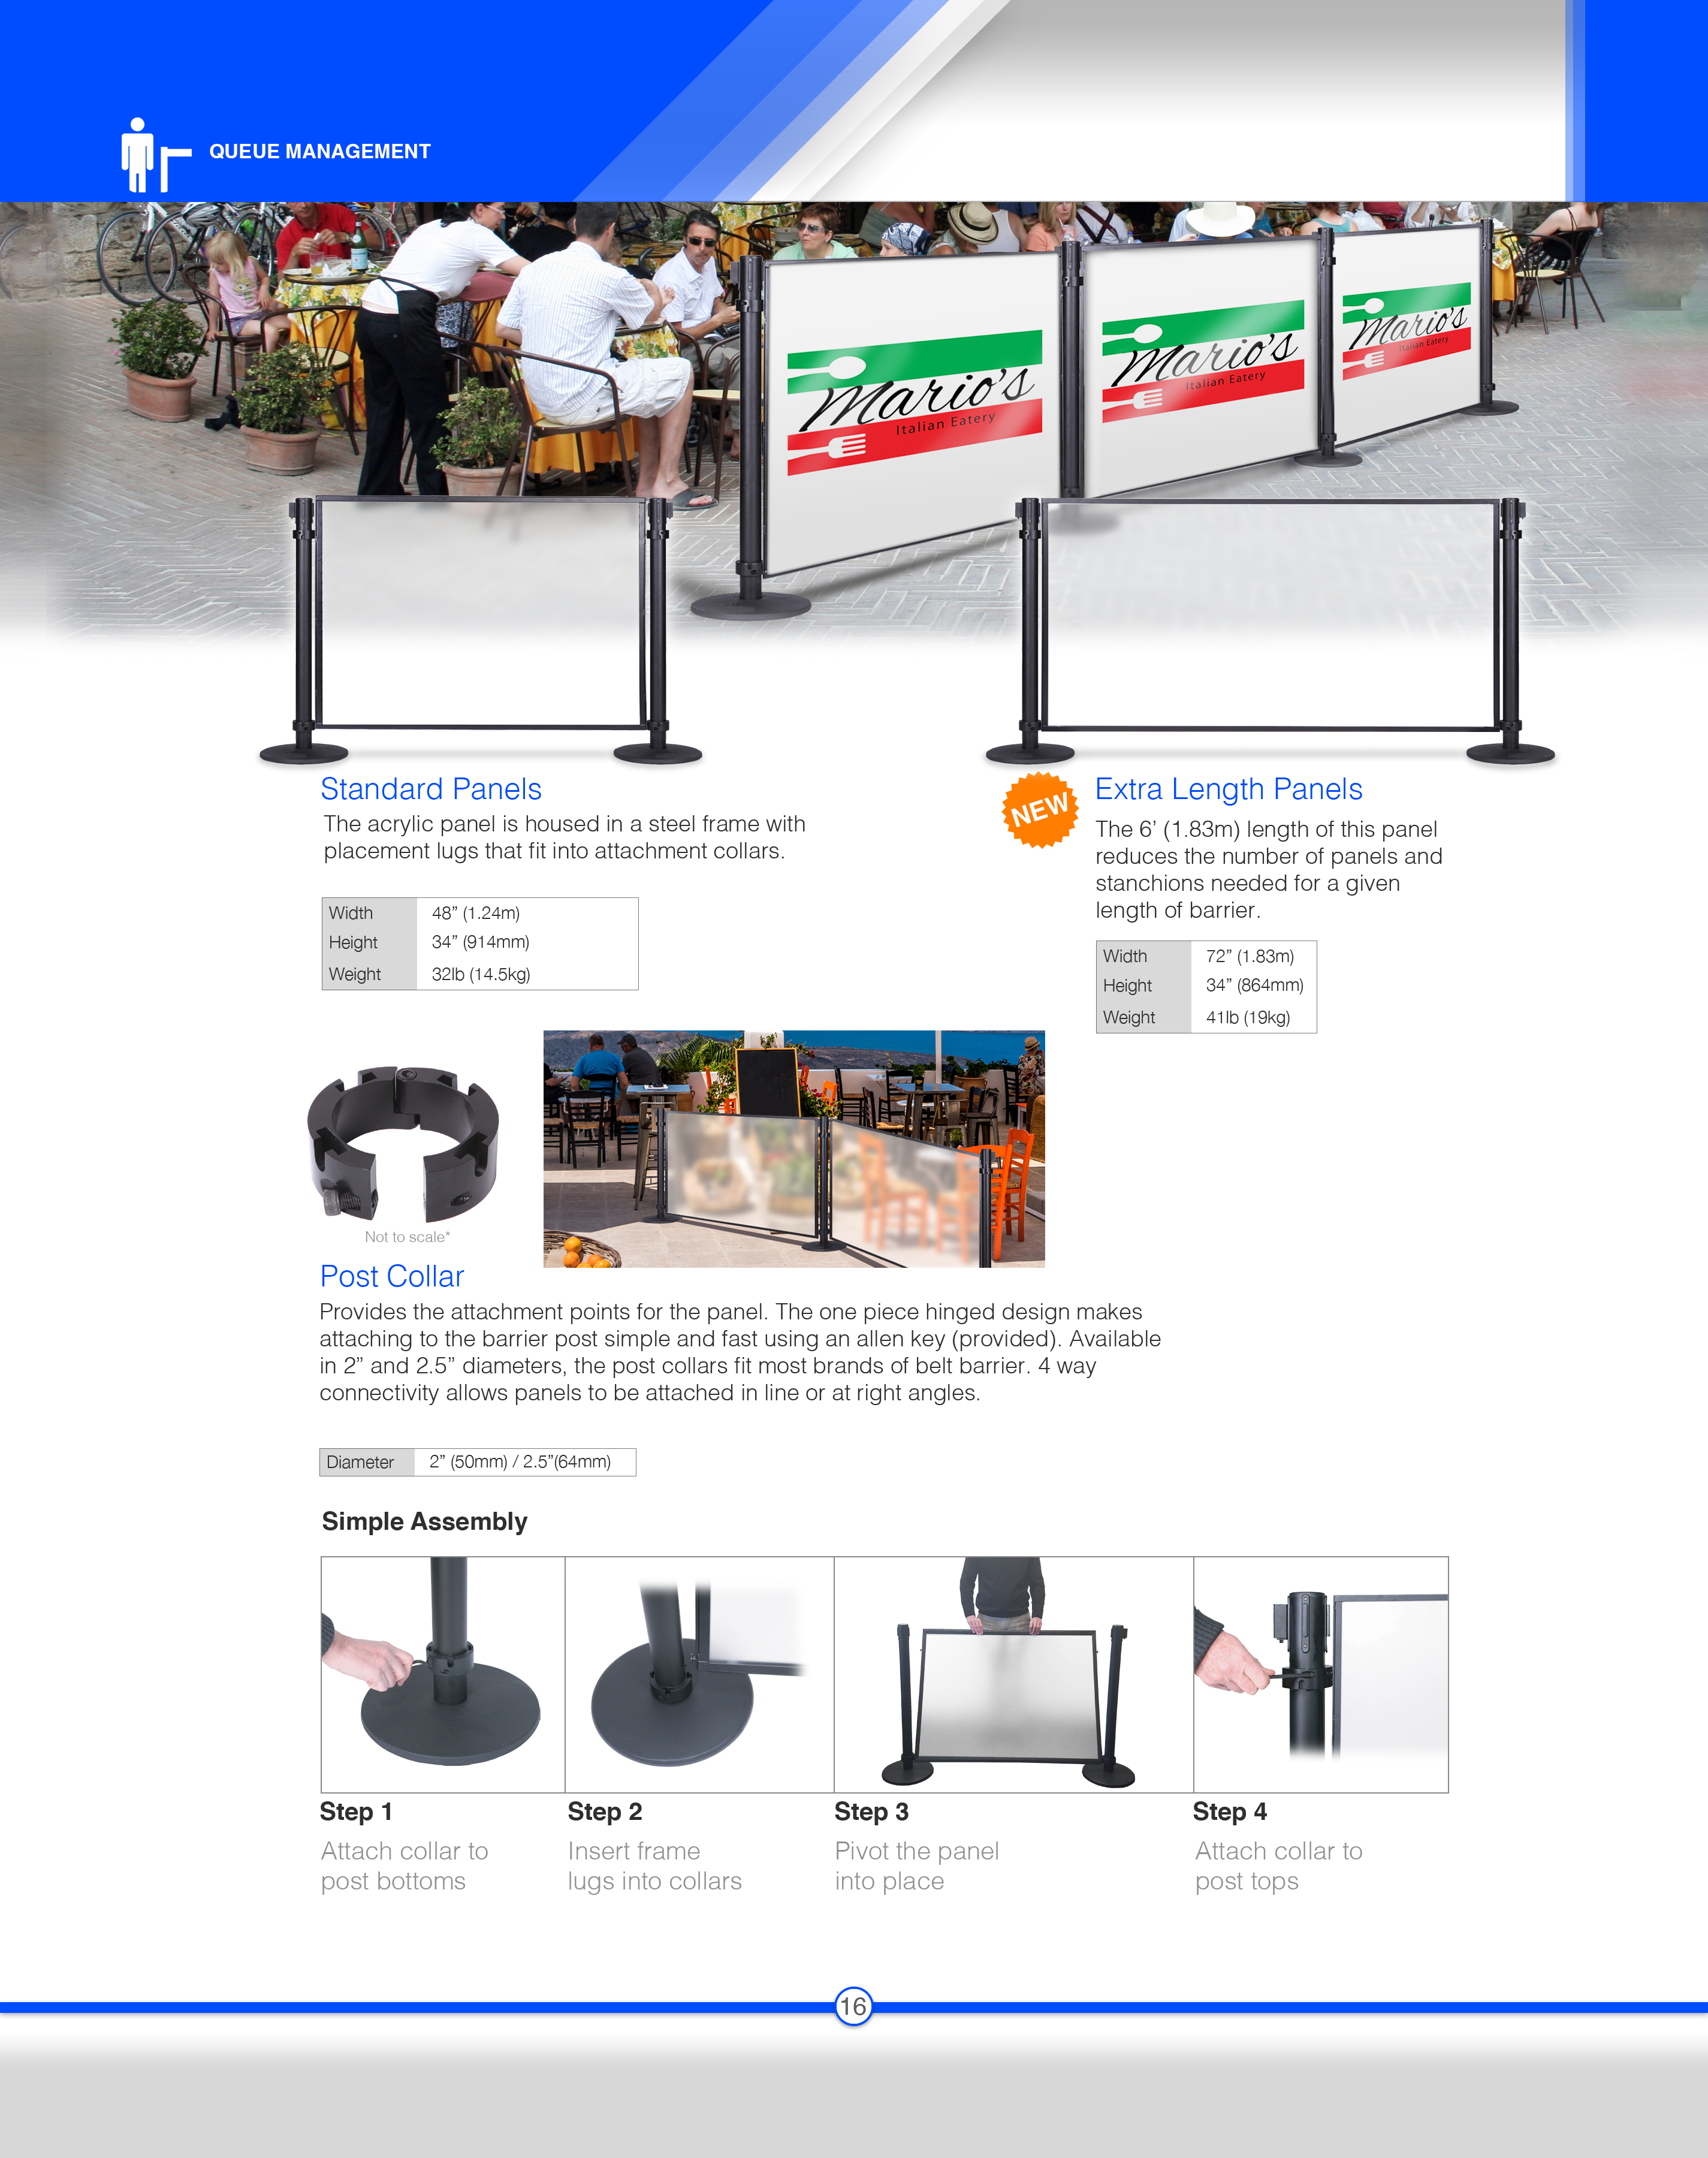 QUEUE MANAGEMENT
Mario's
Italian Eatery
Mario's
Italian Eatery
Mario's
Italian Eatery
Standard Panels
The acrylic panel is housed in a steel frame with
placement lugs that fit into attachment collars.
Width 48” (1.24m)
Height 34” (914mm)
Weight 32lb (14.5kg)
NEW
Extra Length Panels
The 6’ (1.83m) length of this panel
reduces the number of panels and
stanchions needed for a given
length of barrier.
Width 72” (1.83m)
Height 34” (864mm)
Weight 41lb (19kg)
Not to scale*
Post Collar
Provides the attachment points for the panel. The one piece hinged design makes
attaching to the barrier post simple and fast using an allen key (provided). Available
in 2” and 2.5” diameters, the post collars fit most brands of belt barrier. 4 way
connectivity allows panels to be attached in line or at right angles.
Diameter 2” (50mm) / 2.5”(64mm)
Simple Assembly
Step 1
Attach collar to
post bottoms
Step 2
Insert frame
lugs into collars
Step 3
Pivot the panel
into place
Step 4
Attach collar to
post tops
16